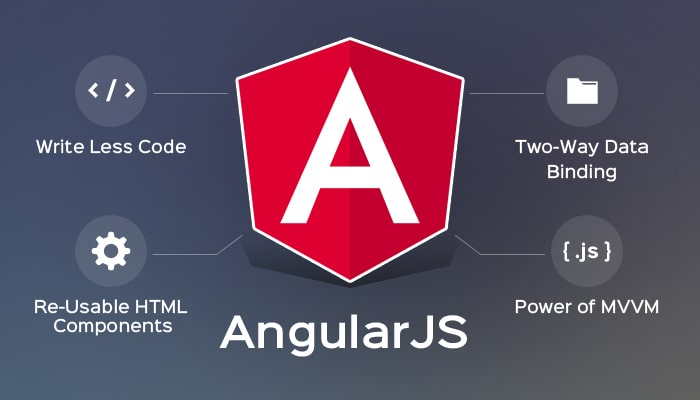 </>
Write Less Code
Two-Way Data
Binding
Re-Usable HTML
Components
{ .js }
Power of MVVM
A
AngularJS